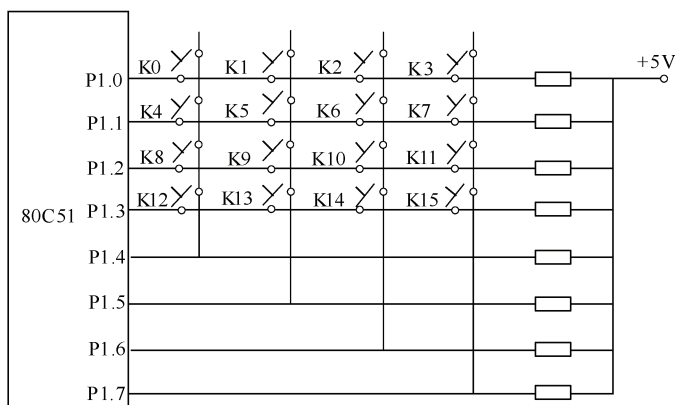 K0 K1 K2 K3 +5V
P1.0
K4 K5 K6 K7
P1.1
K8 K9 K10 K11
P1.2
K12 K13 K14 K15
80C51 P1.3
P1.4
P1.5
P1.6
P1.7